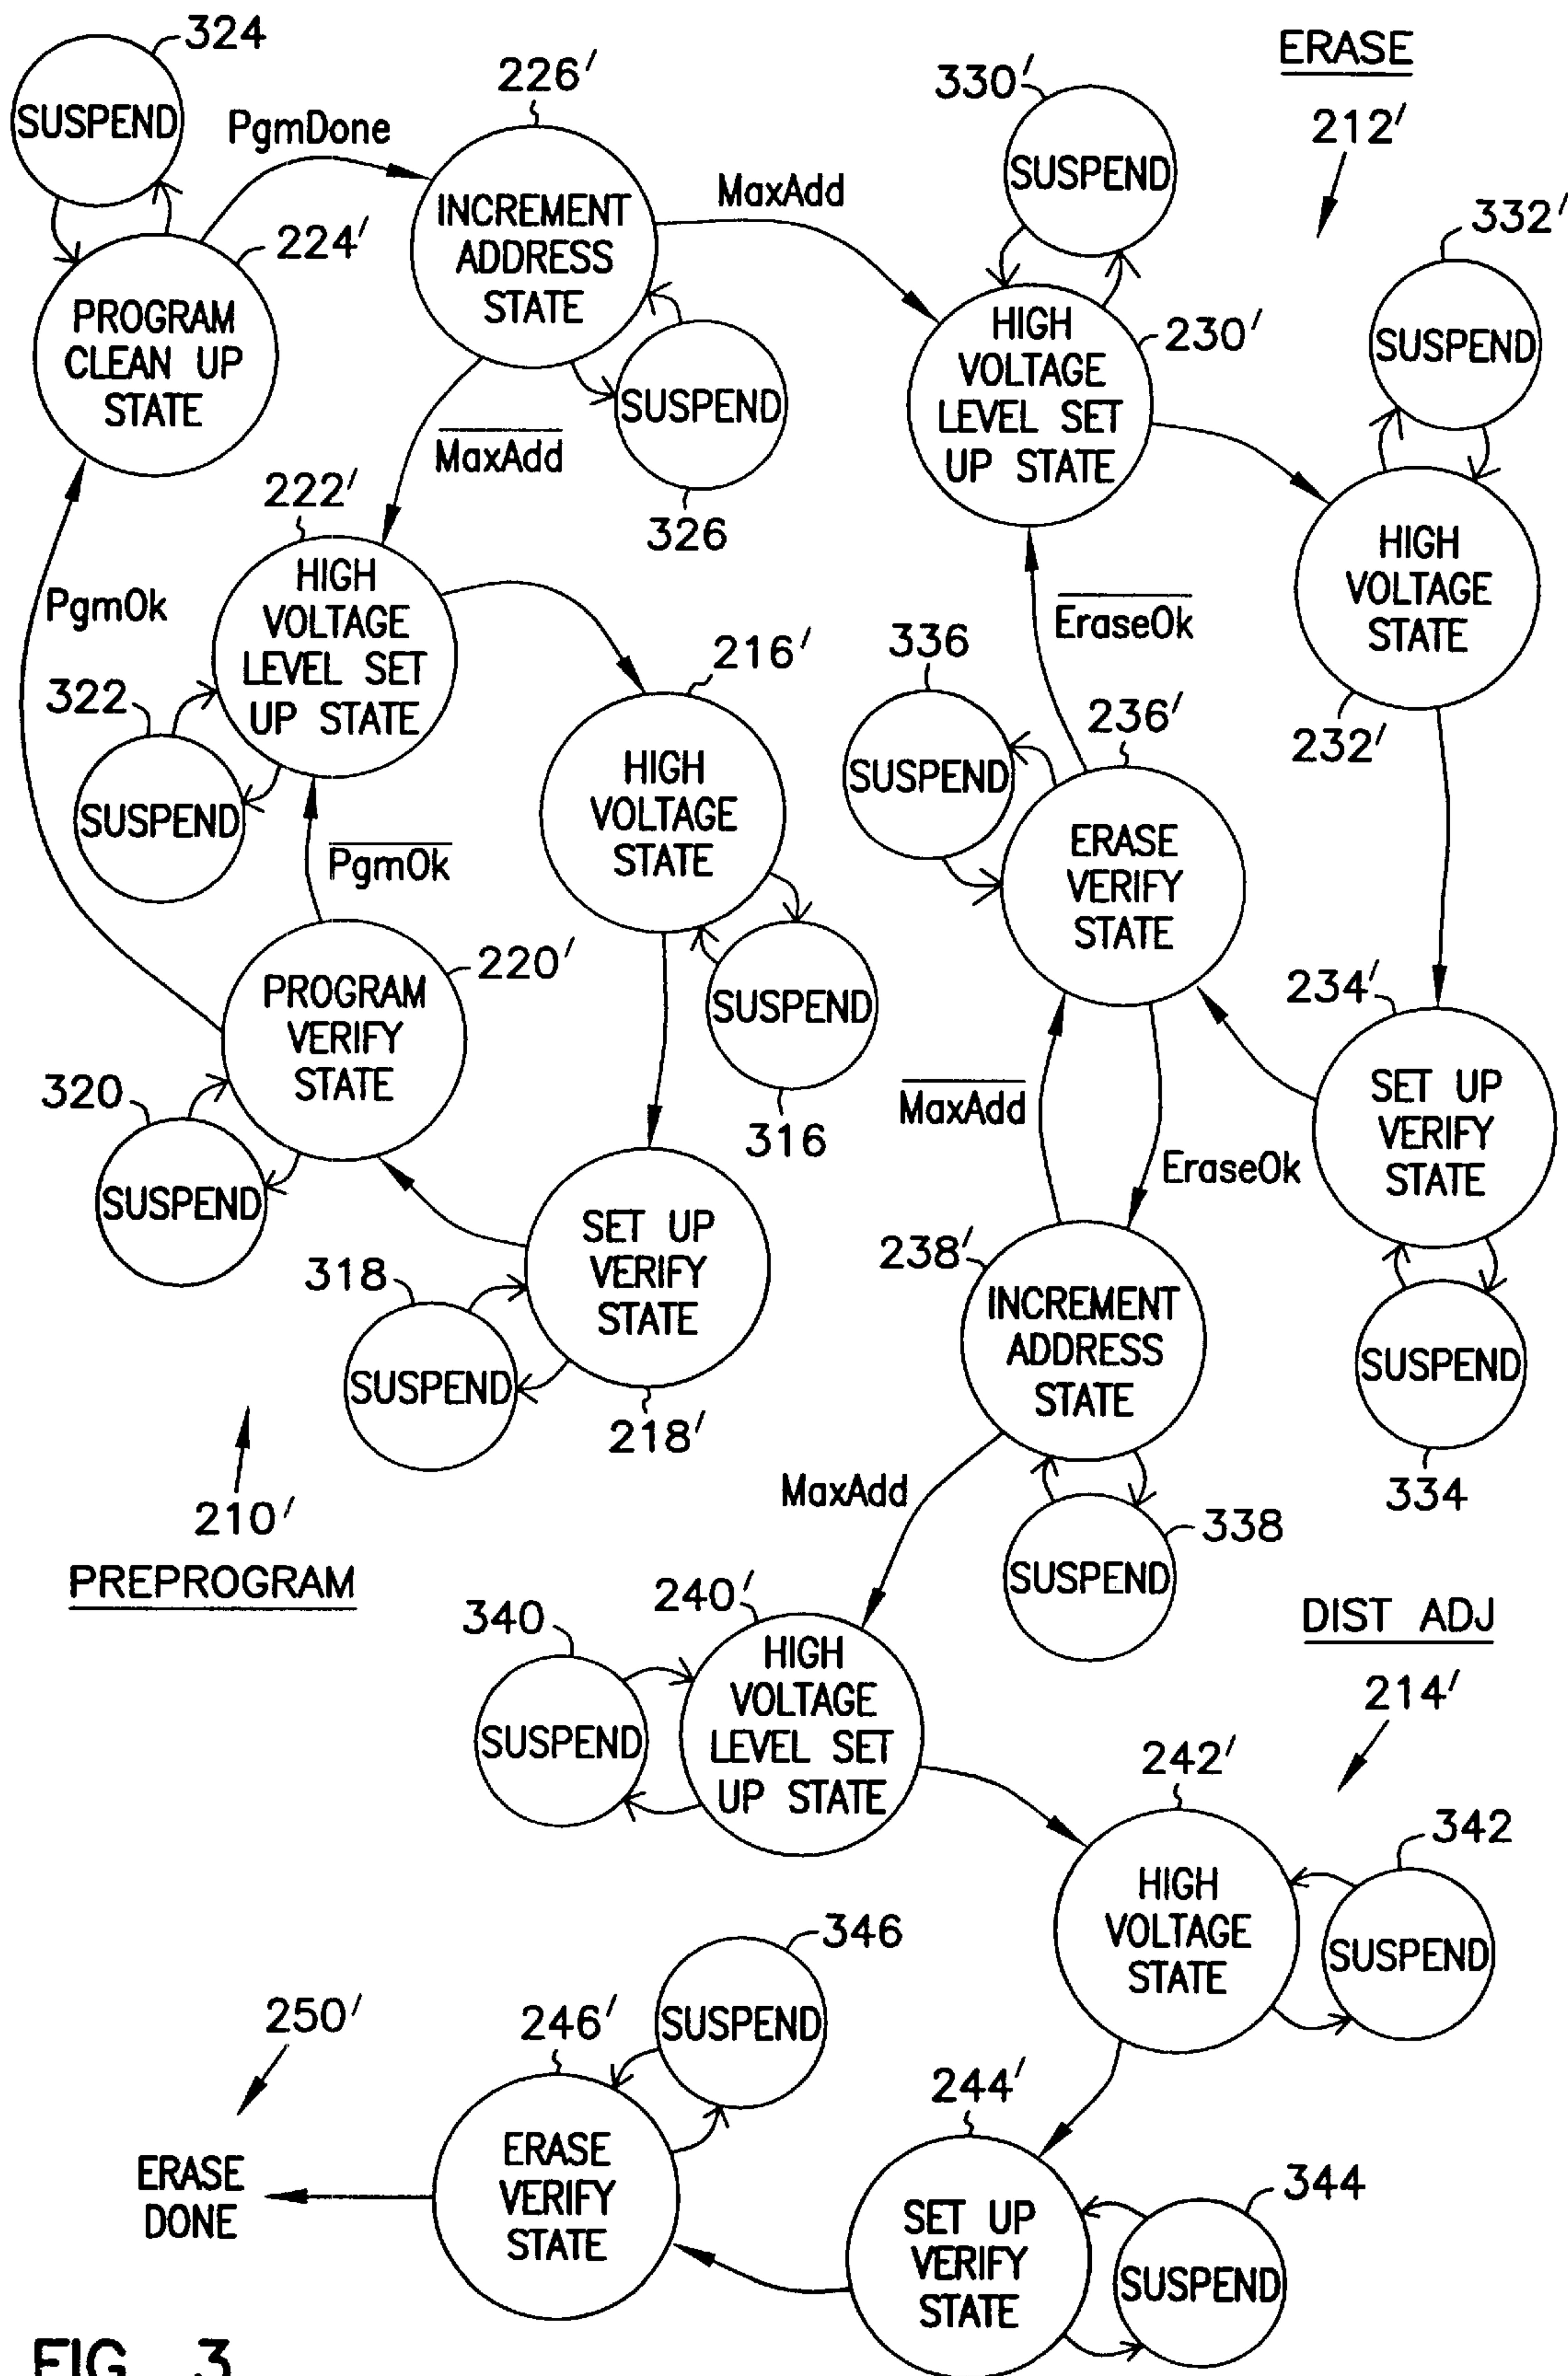 324
SUSPEND
PgmDone
226′
330′
ERASE
212′
SUSPEND
MaxAdd
INCREMENT
ADDRESS
STATE
224′
332′
PROGRAM
CLEAN UP
STATE
SUSPEND
326
HIGH
VOLTAGE
LEVEL SET
UP STATE
230′
SUSPEND
M̅a̅x̅A̅d̅d̅
222′
HIGH
VOLTAGE
STATE
232′
PgmOk
HIGH
VOLTAGE
LEVEL SET
UP STATE
E̅r̅a̅s̅e̅O̅k̅
216′
336
322
SUSPEND
236′
SUSPEND
HIGH
VOLTAGE
STATE
P̅g̅m̅O̅k̅
ERASE
VERIFY
STATE
220′
PROGRAM
VERIFY
STATE
SUSPEND
316
234′
320
SUSPEND
M̅a̅x̅A̅d̅d̅
EraseOk
SET UP
VERIFY
STATE
SET UP
VERIFY
STATE
218′
318
SUSPEND
238′
INCREMENT
ADDRESS
STATE
SUSPEND
334
210′
PREPROGRAM
MaxAdd
338
SUSPEND
240′
340
SUSPEND
HIGH
VOLTAGE
LEVEL SET
UP STATE
DIST ADJ
214′
242′
HIGH
VOLTAGE
STATE
342
SUSPEND
346
SUSPEND
250′
246′
244′
ERASE
DONE
ERASE
VERIFY
STATE
SET UP
VERIFY
STATE
344
SUSPEND
FIG. 3